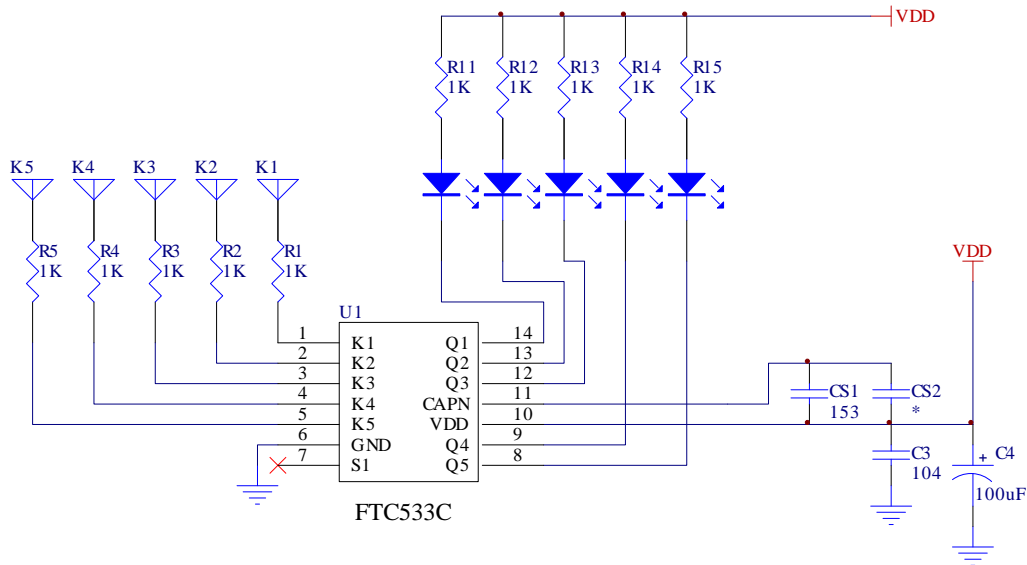 VDD
R11 R12 R13 R14 R15
1K 1K 1K 1K 1K
K5 K4 K3 K2 K1
R5 R4 R3 R2 R1
1K 1K 1K 1K 1K
VDD
U1
1 K1 Q1 14
2 K2 Q2 13
3 K3 Q3 12
4 K4 CAPN 11
5 K5 VDD 10
6 GND Q4 9
7 S1 Q5 8
CS1 CS2
153 *
C3 C4
104 +
100uF
FTC533C